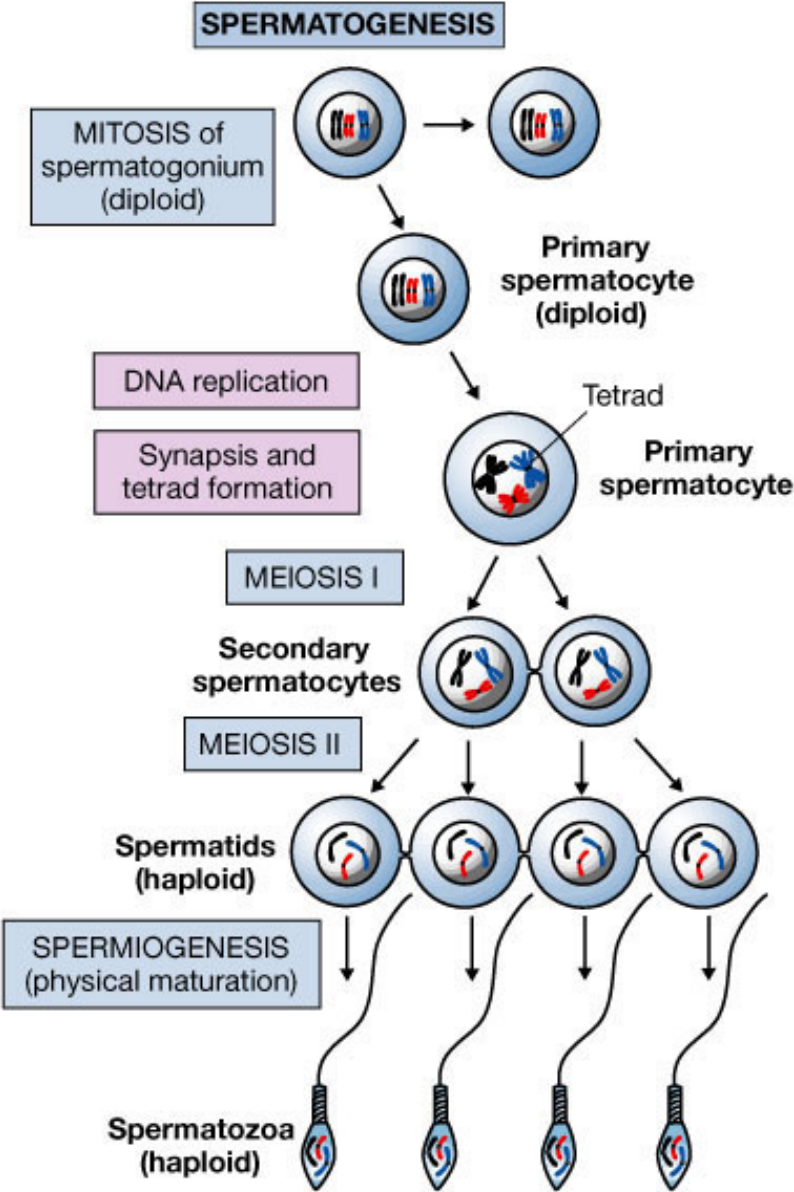 SPERMATOGENESIS
MITOSIS of
spermatogonium
(diploid)
Primary
spermatocyte
(diploid)
DNA replication
Tetrad
Synapsis and
tetrad formation
Primary
spermatocyte
MEIOSIS I
Secondary
spermatocytes
MEIOSIS II
Spermatids
(haploid)
SPERMIOGENESIS
(physical maturation)
Spermatozoa
(haploid)